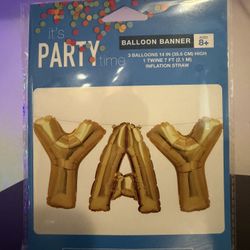 it's
PARTY
time
BALLOON BANNER
AGES
8+
3 BALLOONS 14 IN (35.5 CM) HIGH
1 TWINE 7 FT (2.1 M)
INFLATION STRAW
YAY